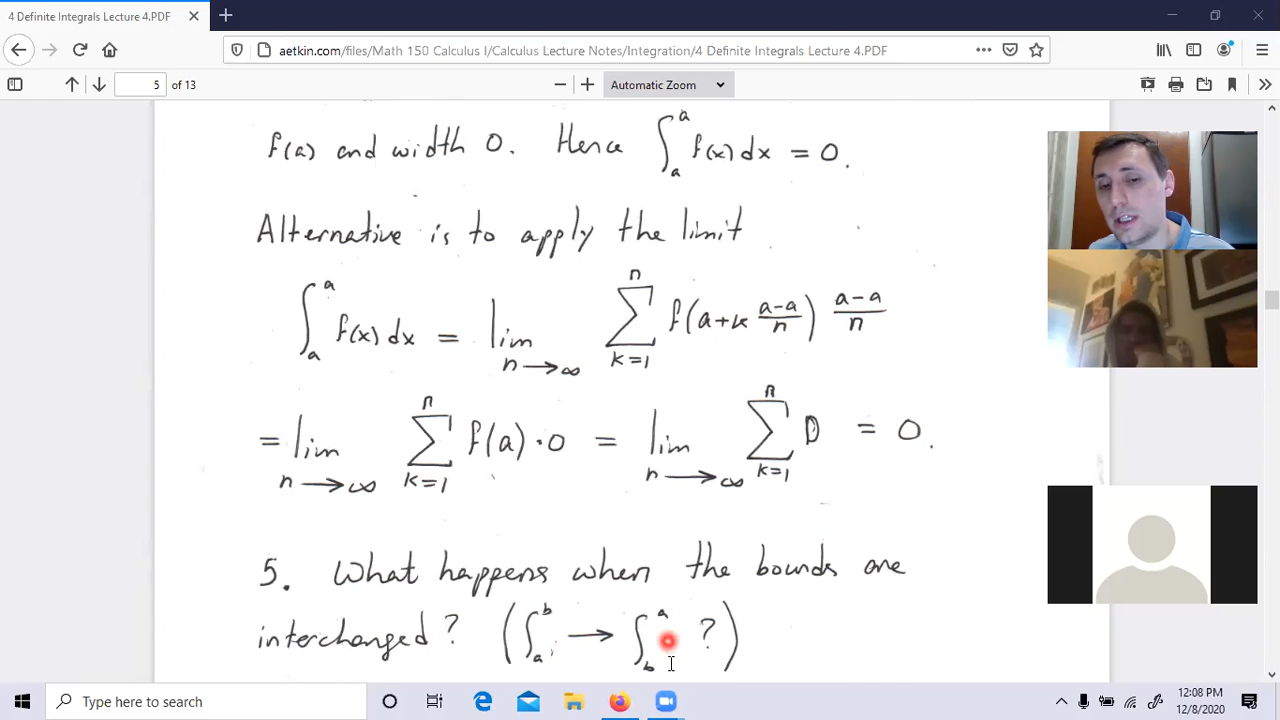 4 Definite Integrals Lecture 4.PDF
aetkin.com/files/Math 150 Calculus I/Calculus Lecture Notes/Integration/4 Definite Integrals Lecture 4.PDF
5 of 13
Automatic Zoom
f(a) and width 0. Hence ∫_a^a f(x) dx = 0.
Alternative is to apply the limit
∫_a^a f(x) dx = lim_{n→∞} ∑_{k=1}^n f(a+k (a-a)/n) (a-a)/n
= lim_{n→∞} ∑_{k=1}^n f(a)·0 = lim_{n→∞} ∑_{k=1}^n 0 = 0.
5. What happens when the bounds are
interchanged? (∫_a^b → ∫_b^a ?)
Type here to search
12:08 PM
12/8/2020